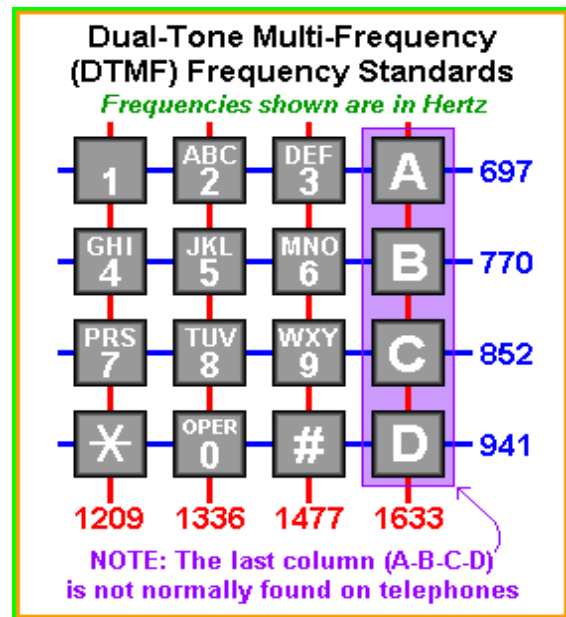 Dual-Tone Multi-Frequency
(DTMF) Frequency Standards
Frequencies shown are in Hertz
1 ABC 2 DEF 3 A 697
GHI 4 JKL 5 MNO 6 B 770
PRS 7 TUV 8 WXY 9 C 852
* OPER 0 # D 941
1209 1336 1477 1633
NOTE: The last column (A-B-C-D)
is not normally found on telephones